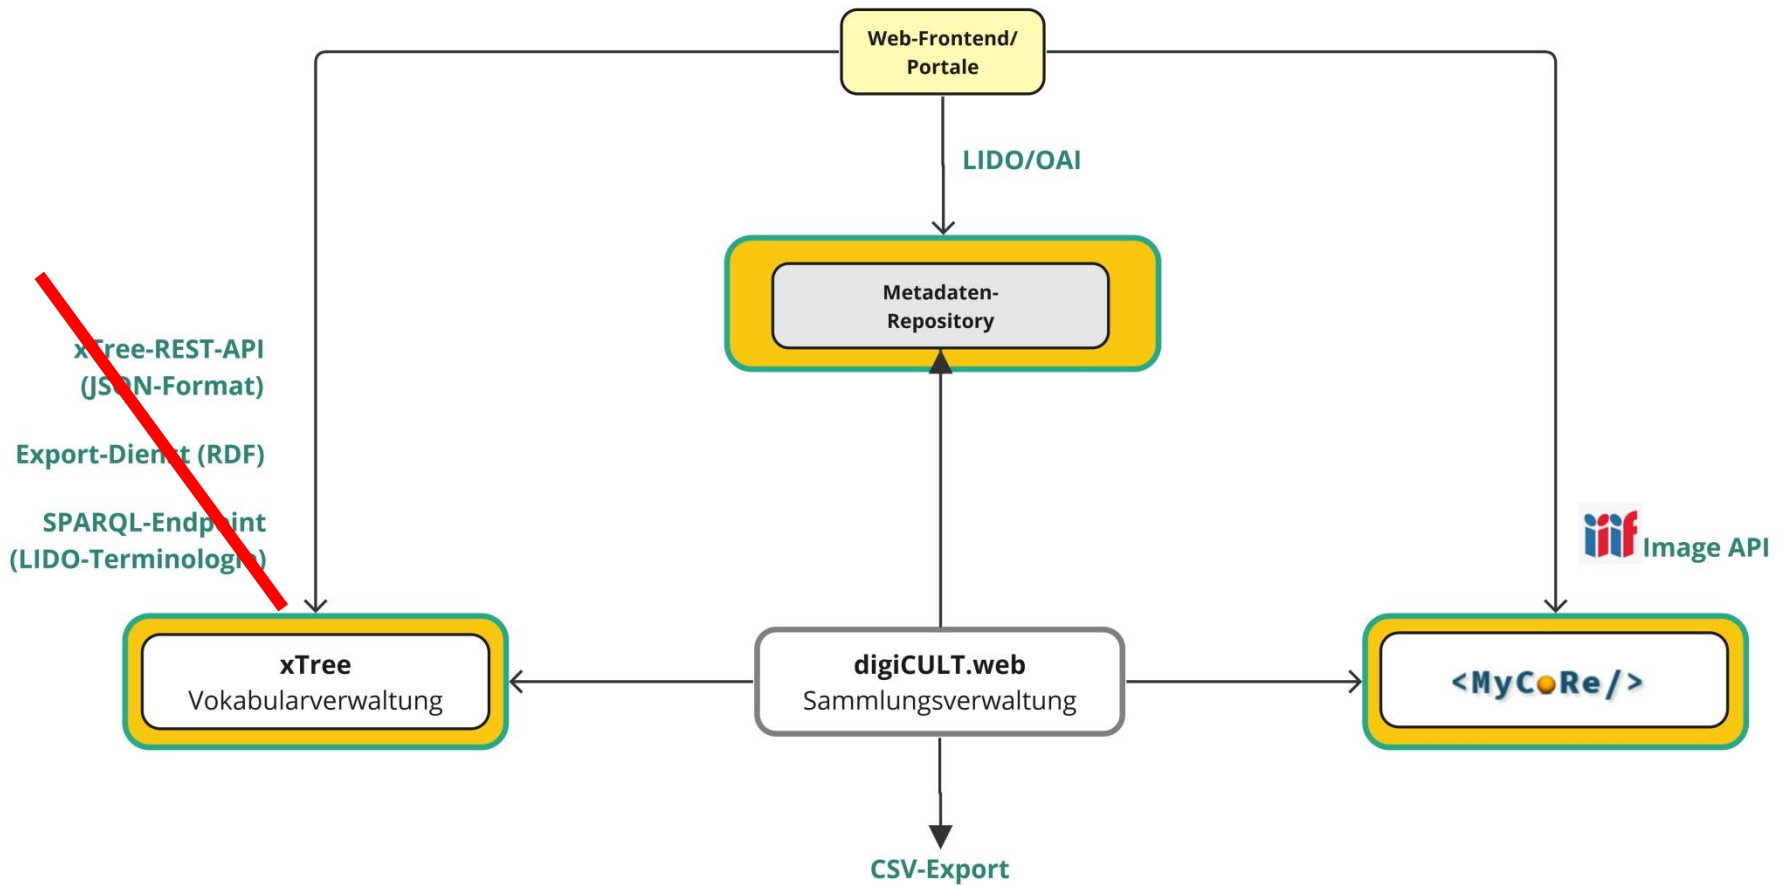 Web-Frontend/
Portale
LIDO/OAI
Metadaten-
Repository
xTree-REST-API
(JSON-Format)
Export-Dienst (RDF)
SPARQL-Endpoint
(LIDO-Terminologie)
iiif Image API
xTree
Vokabularverwaltung
digiCULT.web
Sammlungsverwaltung
<MyCoRe/>
CSV-Export